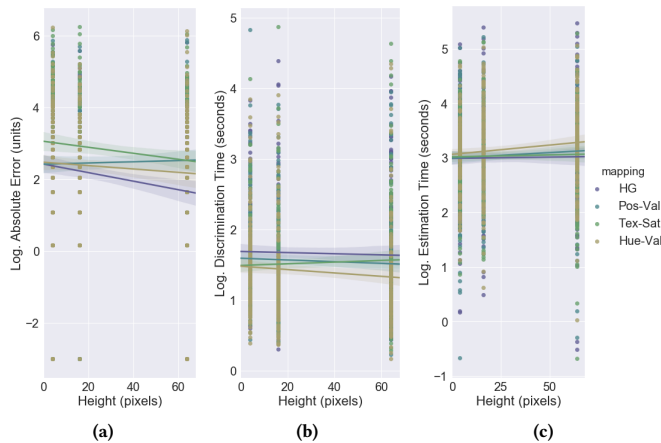 Log. Absolute Error (units)
6
4
2
0
−2
0
20
40
60
Height (pixels)
(a)
Log. Discrimination Time (seconds)
5
4
3
2
1
0
0
20
40
60
Height (pixels)
(b)
Log. Estimation Time (seconds)
6
5
4
3
2
1
0
−1
0
50
Height (pixels)
(c)
mapping
HG
Pos-Val
Tex-Sat
Hue-Val